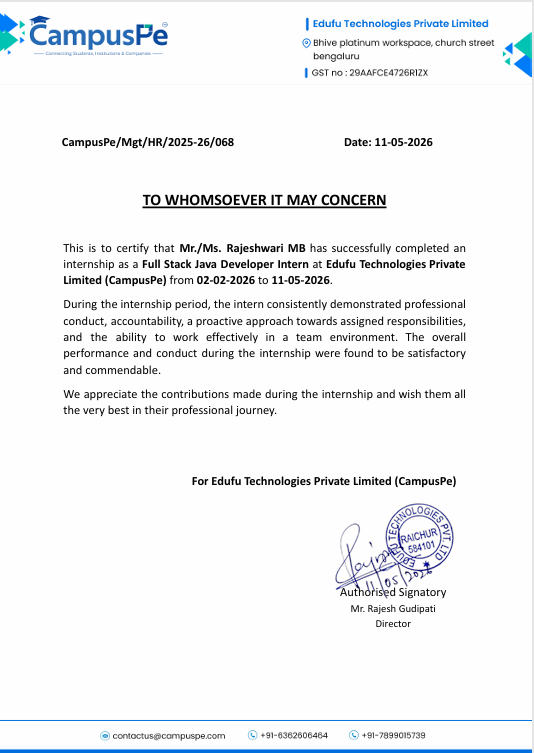 CampusPe
Connecting Students, Institutions & Companies
Edufu Technologies Private Limited
Bhive platinum workspace, church street
bengaluru
GST no : 29AAFCE4726R1ZX
CampusPe/Mgt/HR/2025-26/068 Date: 11-05-2026
TO WHOMSOEVER IT MAY CONCERN
This is to certify that Mr./Ms. Rajeshwari MB has successfully completed an
internship as a Full Stack Java Developer Intern at Edufu Technologies Private
Limited (CampusPe) from 02-02-2026 to 11-05-2026.
During the internship period, the intern consistently demonstrated professional
conduct, accountability, a proactive approach towards assigned responsibilities,
and the ability to work effectively in a team environment. The overall
performance and conduct during the internship were found to be satisfactory
and commendable.
We appreciate the contributions made during the internship and wish them all
the very best in their professional journey.
For Edufu Technologies Private Limited (CampusPe)
EDUFU TECHNOLOGIES PVT. LTD
RAICHUR
584101
11/05/2026
Authorised Signatory
Mr. Rajesh Gudipati
Director
contactus@campuspe.com +91-6362606464 +91-7899015739